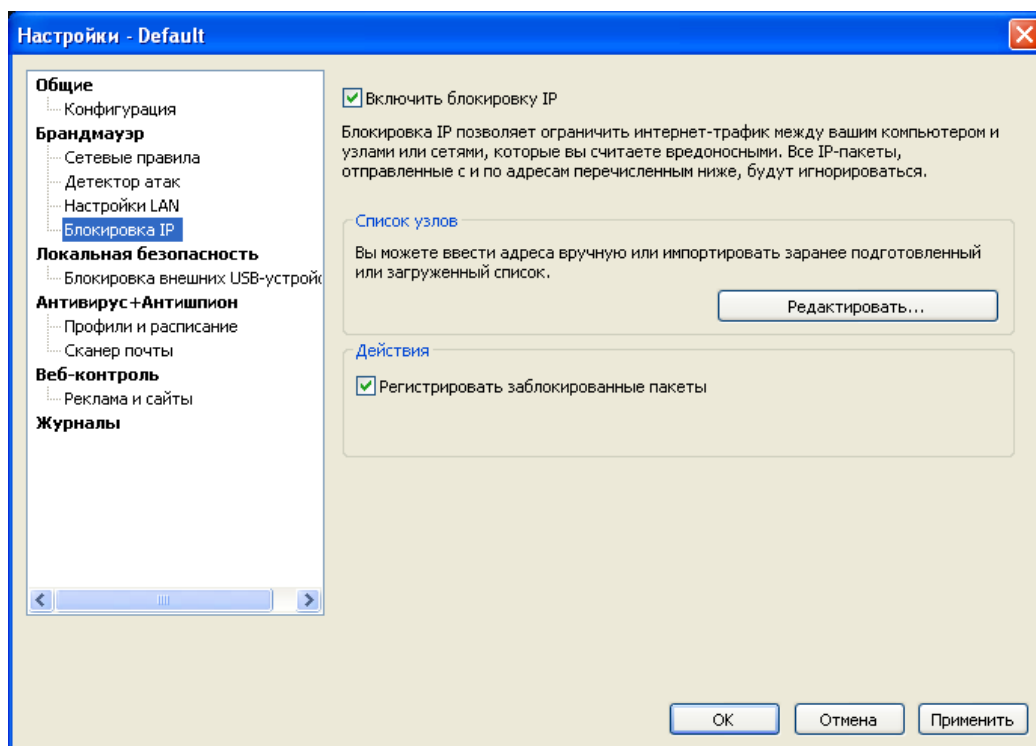 Настройки - Default
Общие
Конфигурация
Брандмауэр
Сетевые правила
Детектор атак
Настройки LAN
Блокировка IP
Локальная безопасность
Блокировка внешних USB-устройс
Антивирус+Антишпион
Профили и расписание
Сканер почты
Веб-контроль
Реклама и сайты
Журналы
Включить блокировку IP
Блокировка IP позволяет ограничить интернет-трафик между вашим компьютером и
узлами или сетями, которые вы считаете вредоносными. Все IP-пакеты,
отправленные с и по адресам перечисленным ниже, будут игнорироваться.
Список узлов
Вы можете ввести адреса вручную или импортировать заранее подготовленный
или загруженный список.
Редактировать...
Действия
Регистрировать заблокированные пакеты
OK
Отмена
Применить